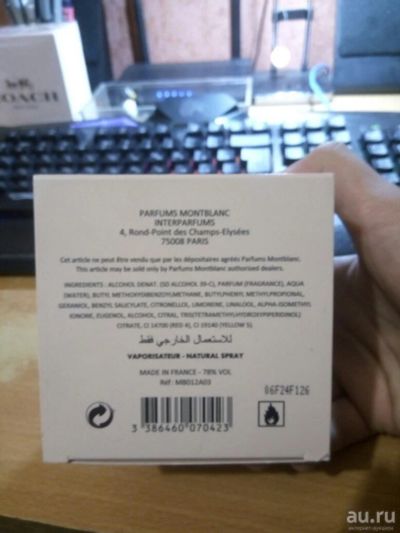 COACH
PARFUMS MONTBLANC
INTERPARFUMS
4, Rond-Point des Champs-Elysées
75008 PARIS
Cet article ne peut être vendu que par les dépositaires agréés Parfums Montblanc.
This article may be sold only by Parfums Montblanc authorised dealers.
INGREDIENTS : ALCOHOL DENAT. (SD ALCOHOL 39-C), PARFUM (FRAGRANCE), AQUA
(WATER), BUTYL METHOXYDIBENZOYLMETHANE, BUTYLPHENYL METHYLPROPIONAL,
GERANIOL, BENZYL SALICYLATE, CITRONELLOL, LIMONENE, LINALOOL, ALPHA-ISOMETHYL
IONONE, EUGENOL, ALCOHOL, CITRAL, TRIS(TETRAMETHYLHYDROXYPIPERIDINOL)
CITRATE, CI 14700 (RED 4), CI 19140 (YELLOW 5).
للاستعمال الخارجي فقط
VAPORISATEUR - NATURAL SPRAY
MADE IN FRANCE - 78% VOL
Réf : MB012A03
06F24F126
3 386460 070423
au.ru
интернет-аукцион